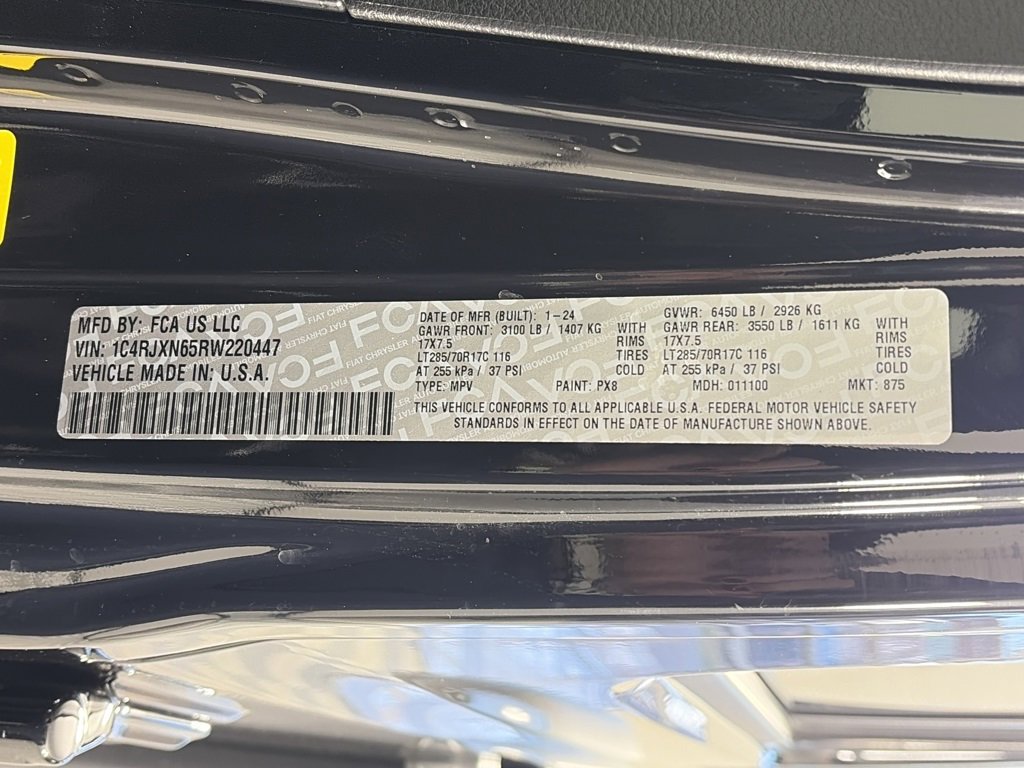 MFD BY: FCA US LLC
VIN: 1C4RJXN65RW220447
VEHICLE MADE IN: U.S.A.
DATE OF MFR (BUILT): 1-24
GVWR: 6450 LB / 2926 KG
GAWR FRONT: 3100 LB / 1407 KG WITH GAWR REAR: 3550 LB / 1611 KG WITH
17X7.5 RIMS 17X7.5 RIMS
LT285/70R17C 116 TIRES LT285/70R17C 116 TIRES
AT 255 kPa / 37 PSI COLD AT 255 kPa / 37 PSI COLD
TYPE: MPV PAINT: PX8 MDH: 011100 MKT: 875
THIS VEHICLE CONFORMS TO ALL APPLICABLE U.S.A. FEDERAL MOTOR VEHICLE SAFETY
STANDARDS IN EFFECT ON THE DATE OF MANUFACTURE SHOWN ABOVE.